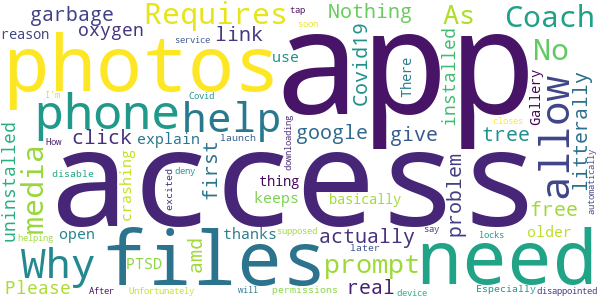 garbage
Requires
As
Nothing
Coach
reason
oxygen
link
Covid19
There
No
photos
app
use
installed
Gallery
tap
I'm
soon
service
Covid
phone
help
google
allow
litterally
uninstalled
media
click
explain
first
give
tree
How
launch
downloading
closes
automatically
access
disable
crashing
deny
excited
thing
keeps
basically
problem
free
open
thanks
actually
older
Why
files
need
PTSD
amd
prompt
later
say
locks
Please
real
helping
supposed
will
Especially
After
Unfortunately
permissions
device
disappointed